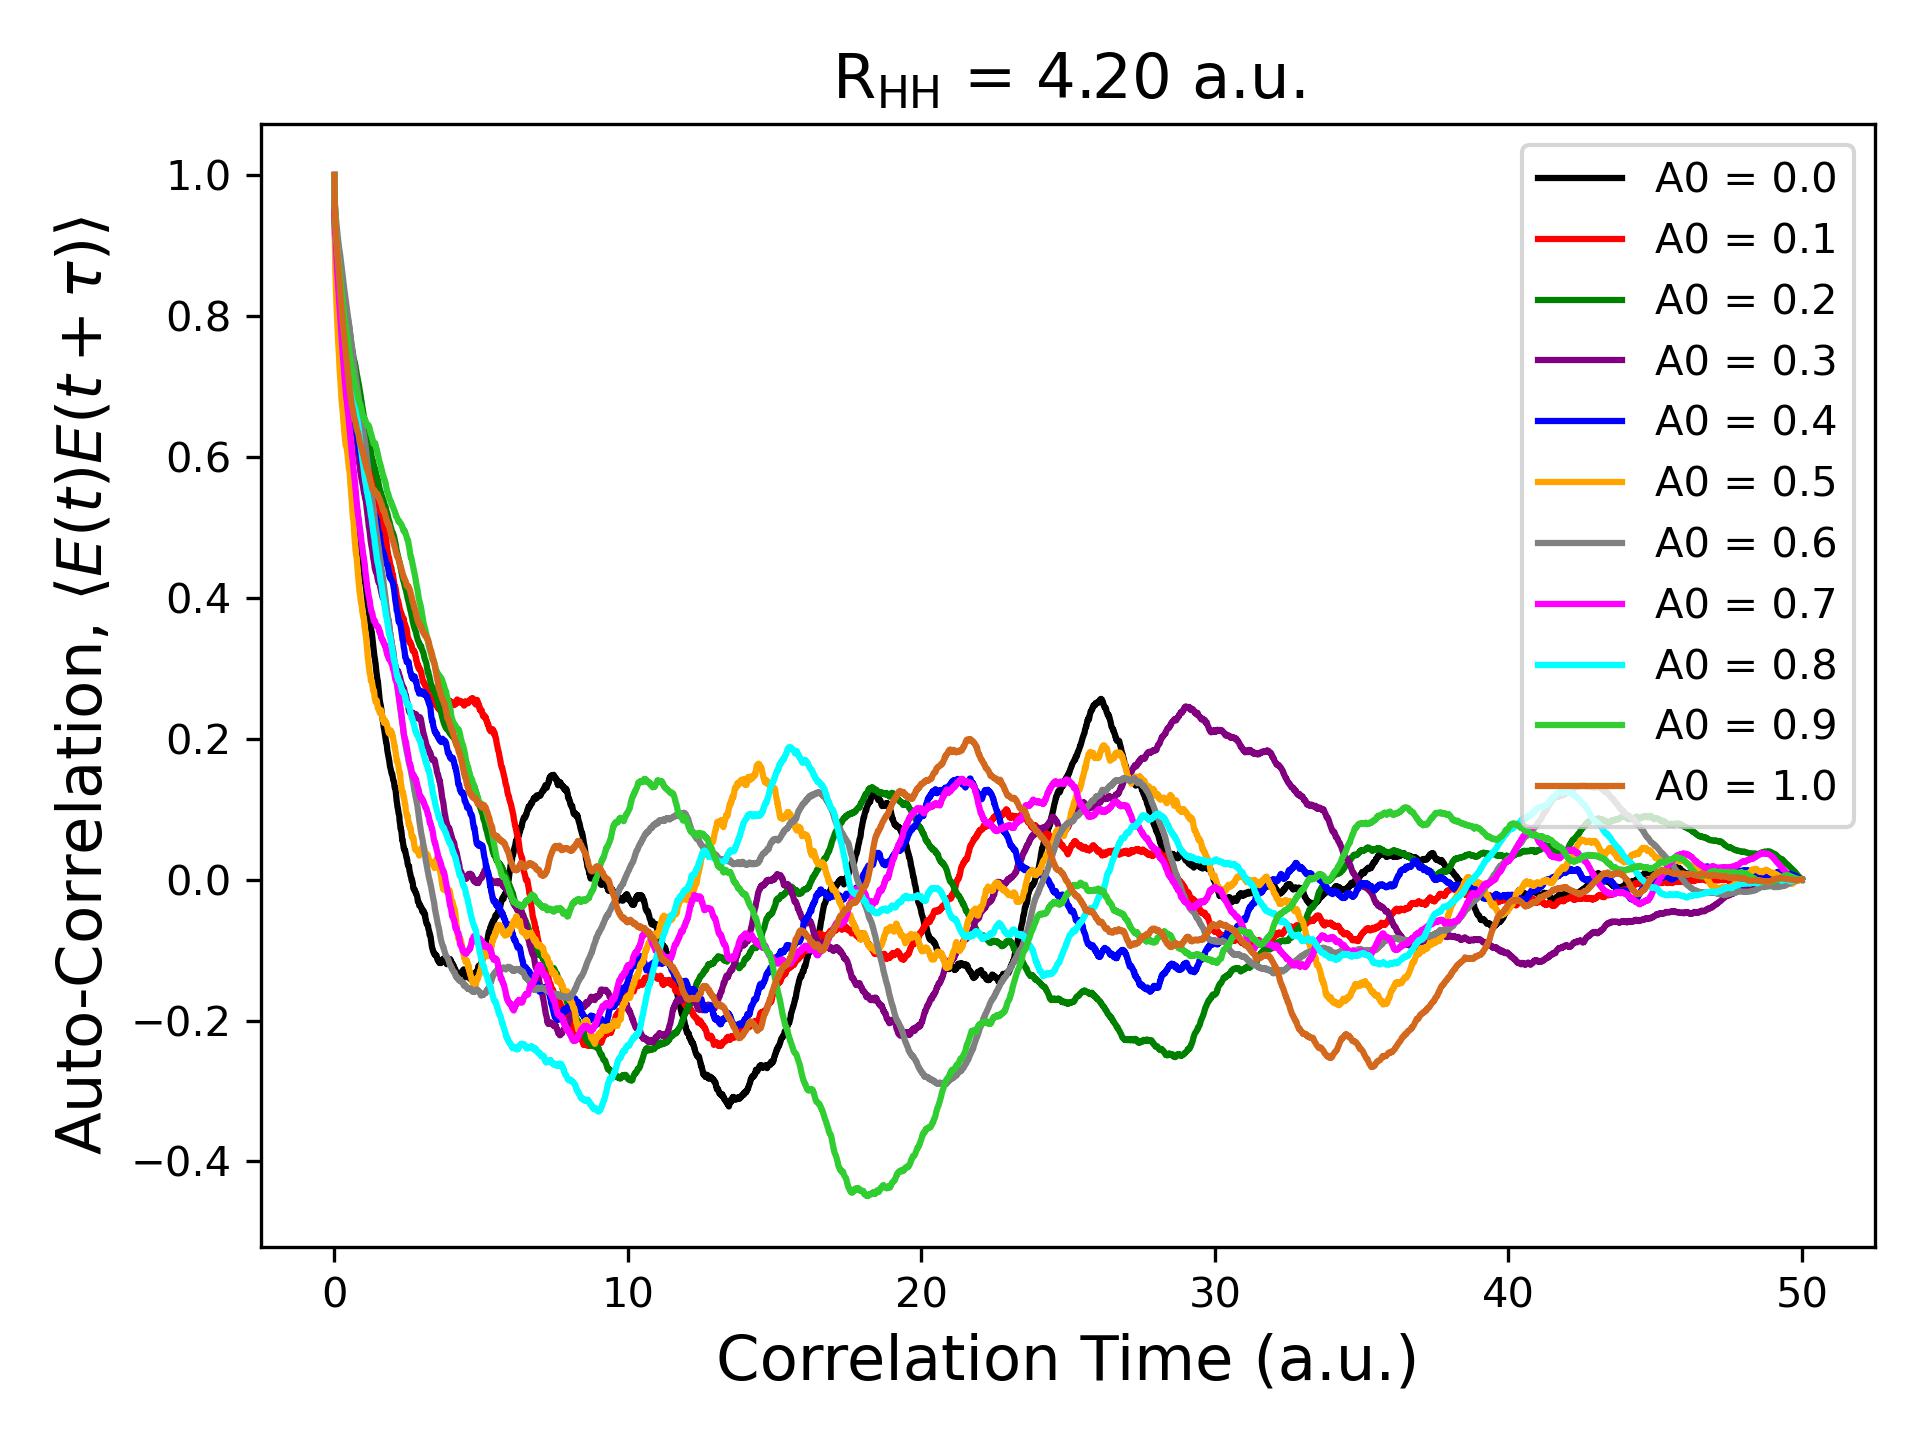 R_HH = 4.20 a.u.
Auto-Correlation, ⟨E(t)E(t + τ)⟩
1.0
0.8
0.6
0.4
0.2
0.0
−0.2
−0.4
A0 = 0.0
A0 = 0.1
A0 = 0.2
A0 = 0.3
A0 = 0.4
A0 = 0.5
A0 = 0.6
A0 = 0.7
A0 = 0.8
A0 = 0.9
A0 = 1.0
0 10 20 30 40 50
Correlation Time (a.u.)